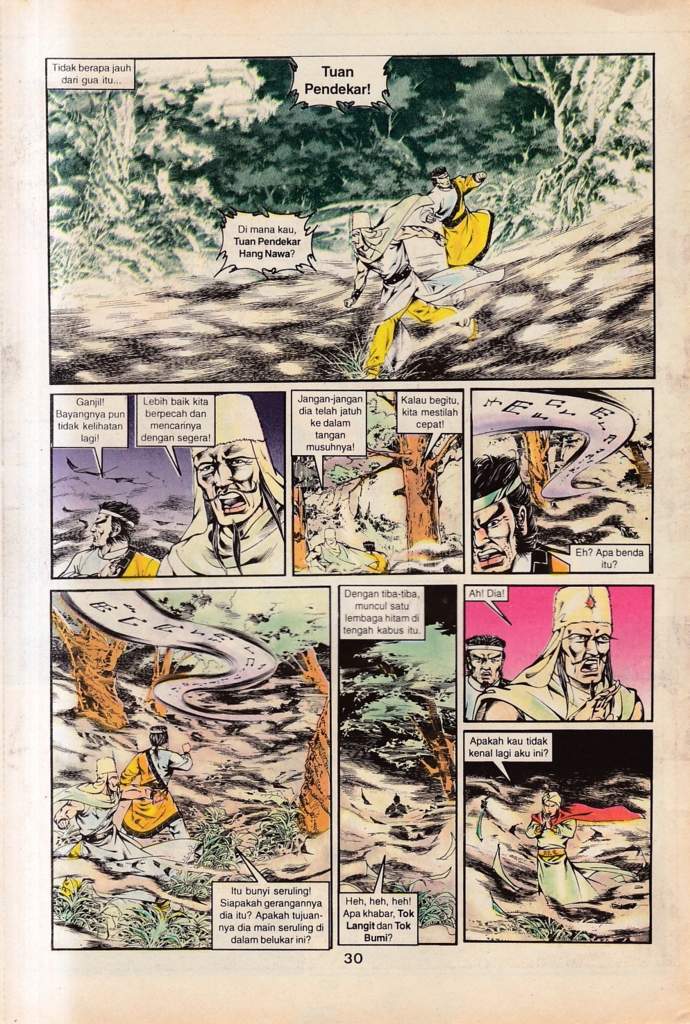 Tidak berapa jauh
dari gua itu...
Tuan
Pendekar!
Di mana kau,
Tuan Pendekar
Hang Nawa?
Ganjil!
Bayangnya pun
tidak kelihatan
lagi!
Lebih baik kita
berpecah dan
mencarinya
dengan segera!
Jangan-jangan
dia telah jatuh
ke dalam
tangan
musuhnya!
Kalau begitu,
kita mestilah
cepat!
Eh? Apa benda
itu?
Itu bunyi seruling!
Siapakah gerangannya
dia itu? Apakah tujuan-
nya dia main seruling di
dalam belukar ini?
Dengan tiba-tiba,
muncul satu
lembaga hitam di
tengah kabus itu.
Heh, heh, heh!
Apa khabar, Tok
Langit dan Tok
Bumi?
Ah! Dia!
Apakah kau tidak
kenal lagi aku ini?
30